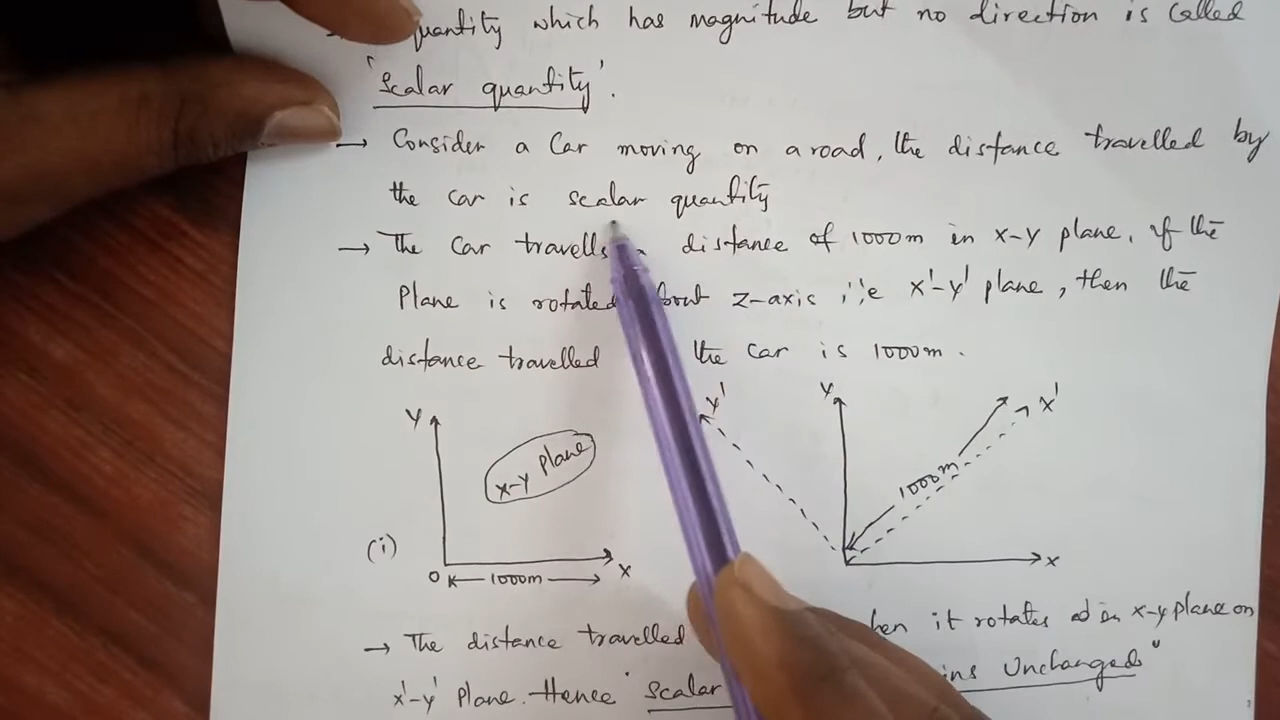 quantity which has magnitude but no direction is called
'scalar quantity'.
→ Consider a Car moving on a road, the distance travelled by
the car is scalar quantity
→ The Car travells distance of 1000m in x-y plane, if the
Plane is rotated bout z-axis i;e x'-y' plane, then the
distance travelled the car is 1000m.
Y
x-y plane
(i)
O
1000m
X
y'
y
x'
1000m
x
→ The distance travelled hen it rotates in x-y plane on
x'-y' Plane. Hence "scalar ins Unchanged"